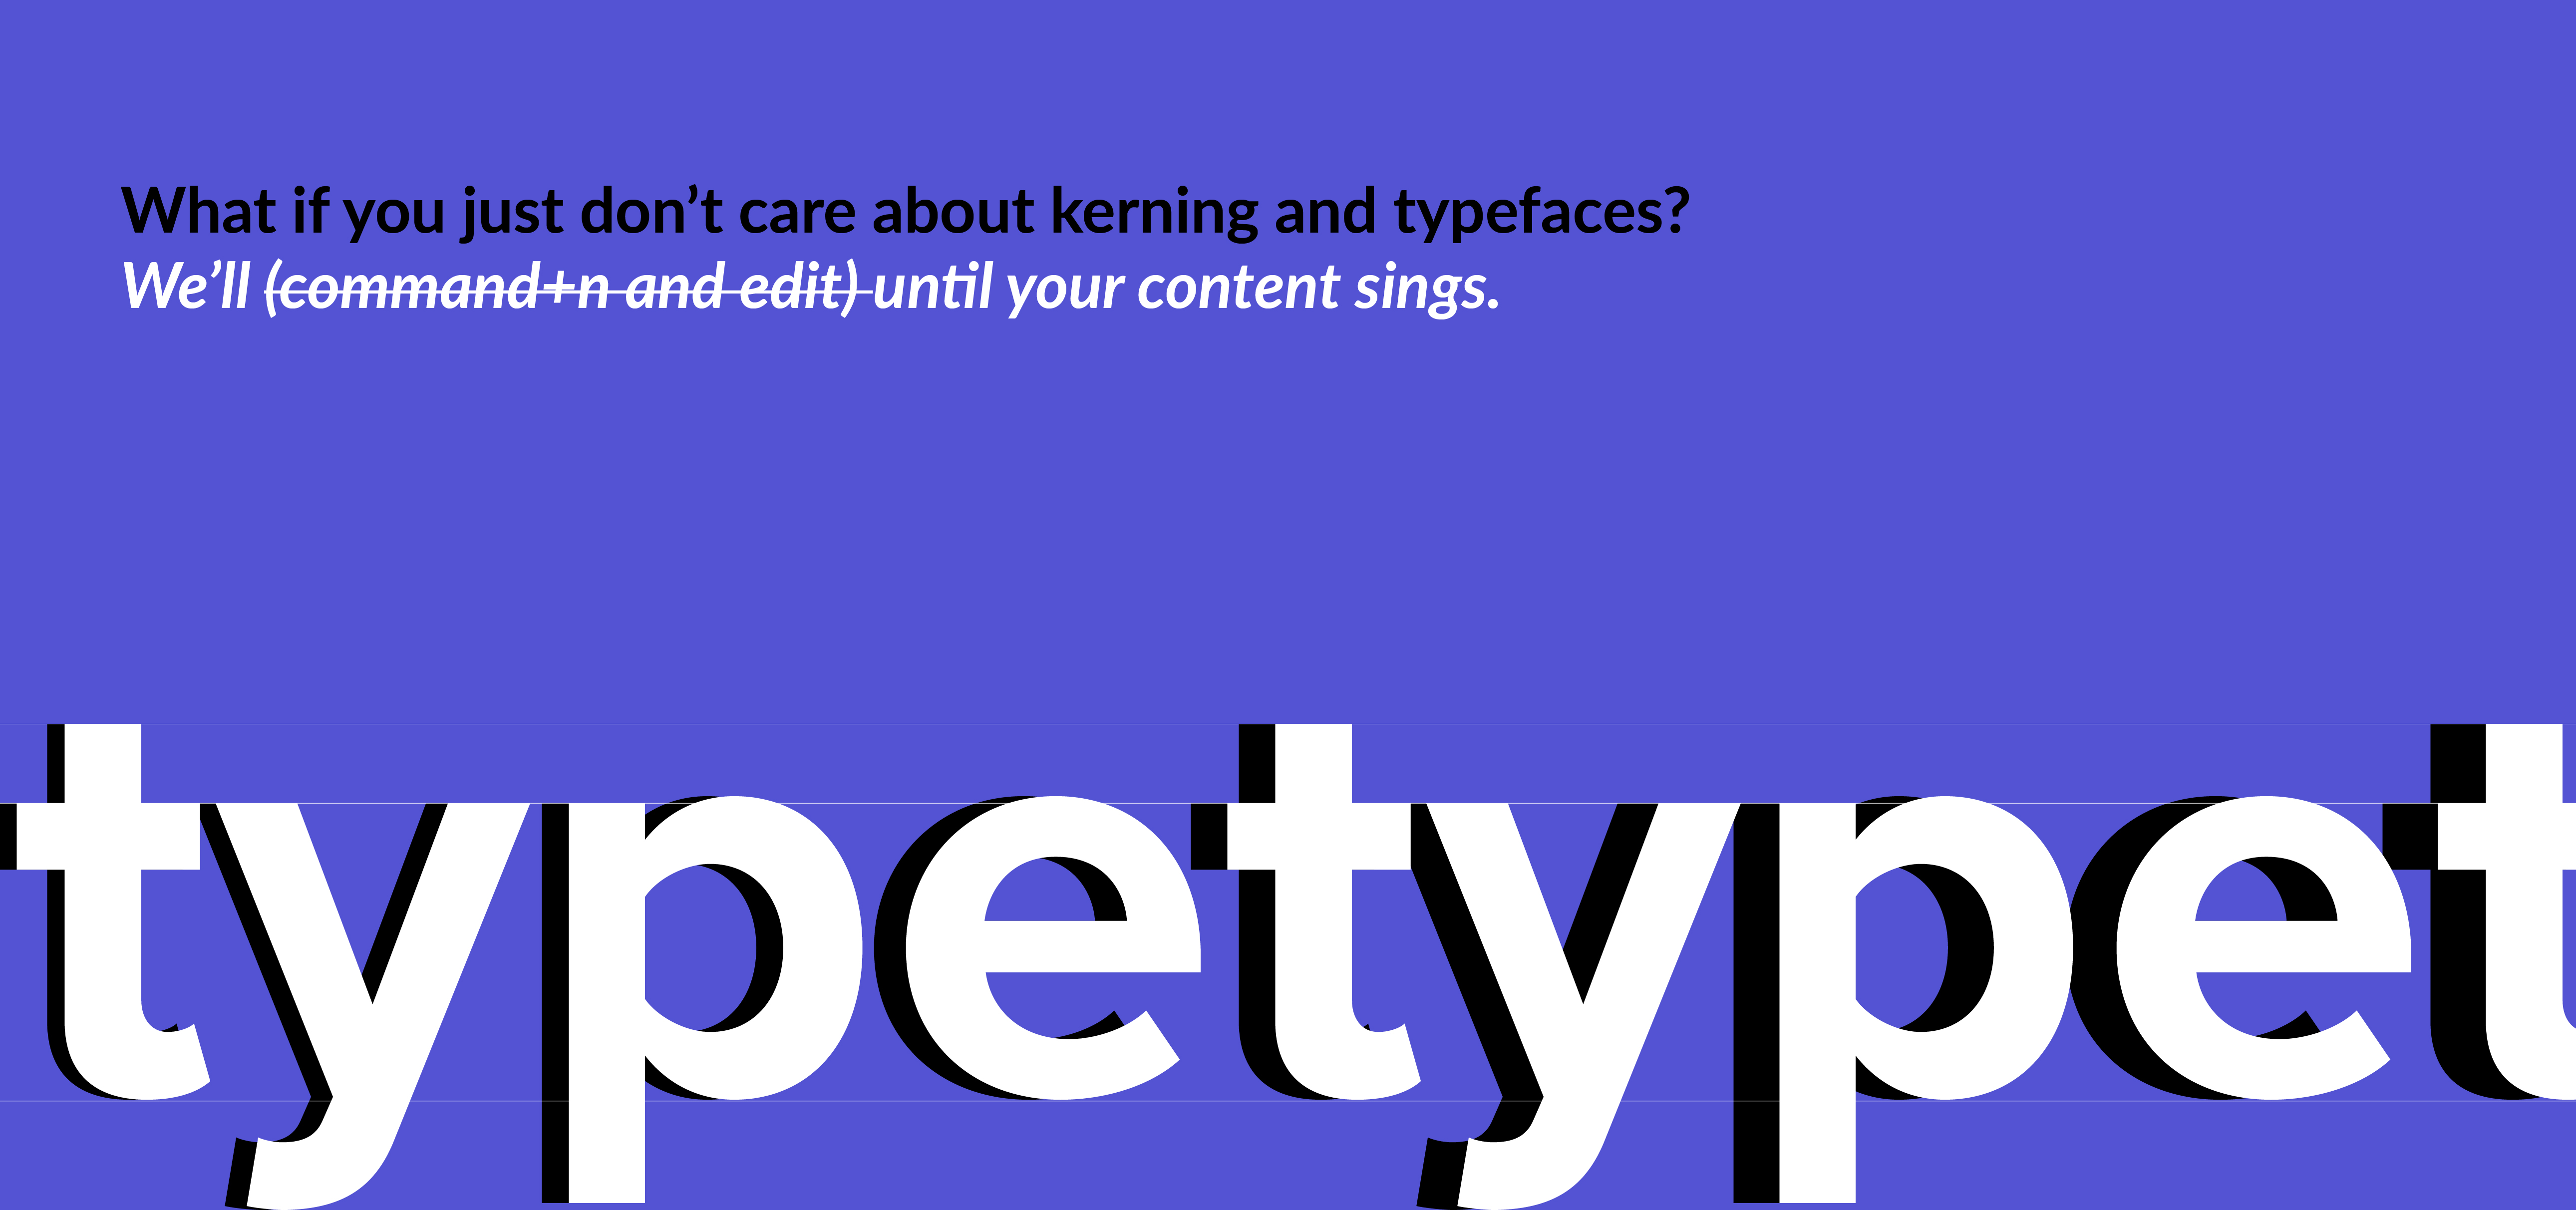 What if you just don’t care about kerning and typefaces?
We’ll (command+n and edit) until your content sings.
typetypet